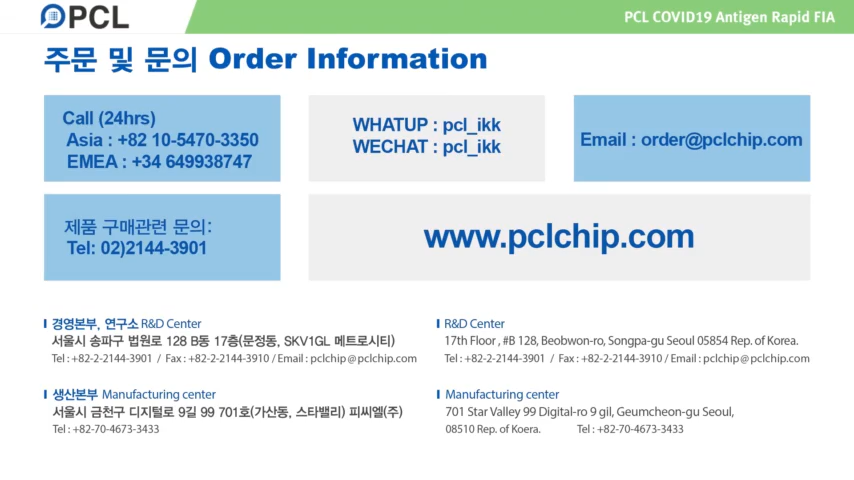 PCL
PCL COVID19 Antigen Rapid FIA
주문 및 문의 Order Information
Call (24hrs)
Asia : +82 10-5470-3350
EMEA : +34 649938747
WHATUP : pcl_ikk
WECHAT : pcl_ikk
Email : order@pclchip.com
제품 구매관련 문의:
Tel: 02)2144-3901
www.pclchip.com
경영본부, 연구소 R&D Center
서울시 송파구 법원로 128 B동 17층(문정동, SKV1GL 메트로시티)
Tel : +82-2-2144-3901 / Fax : +82-2-2144-3910 / Email : pclchip@pclchip.com
R&D Center
17th Floor , #B 128, Beobwon-ro, Songpa-gu Seoul 05854 Rep. of Korea.
Tel : +82-2-2144-3901 / Fax : +82-2-2144-3910 / Email : pclchip@pclchip.com
생산본부 Manufacturing center
서울시 금천구 디지털로 9길 99 701호(가산동, 스타밸리) 피씨엘(주)
Tel : +82-70-4673-3433
Manufacturing center
701 Star Valley 99 Digital-ro 9 gil, Geumcheon-gu Seoul,
08510 Rep. of Koera. Tel : +82-70-4673-3433